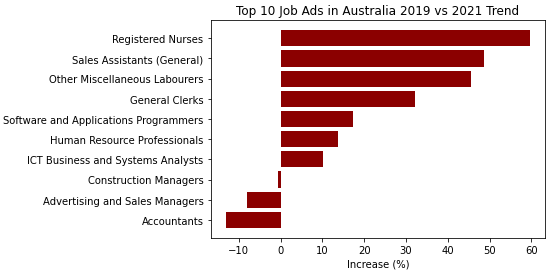 Top 10 Job Ads in Australia 2019 vs 2021 Trend
Registered Nurses
Sales Assistants (General)
Other Miscellaneous Labourers
General Clerks
Software and Applications Programmers
Human Resource Professionals
ICT Business and Systems Analysts
Construction Managers
Advertising and Sales Managers
Accountants
−10 0 10 20 30 40 50 60
Increase (%)